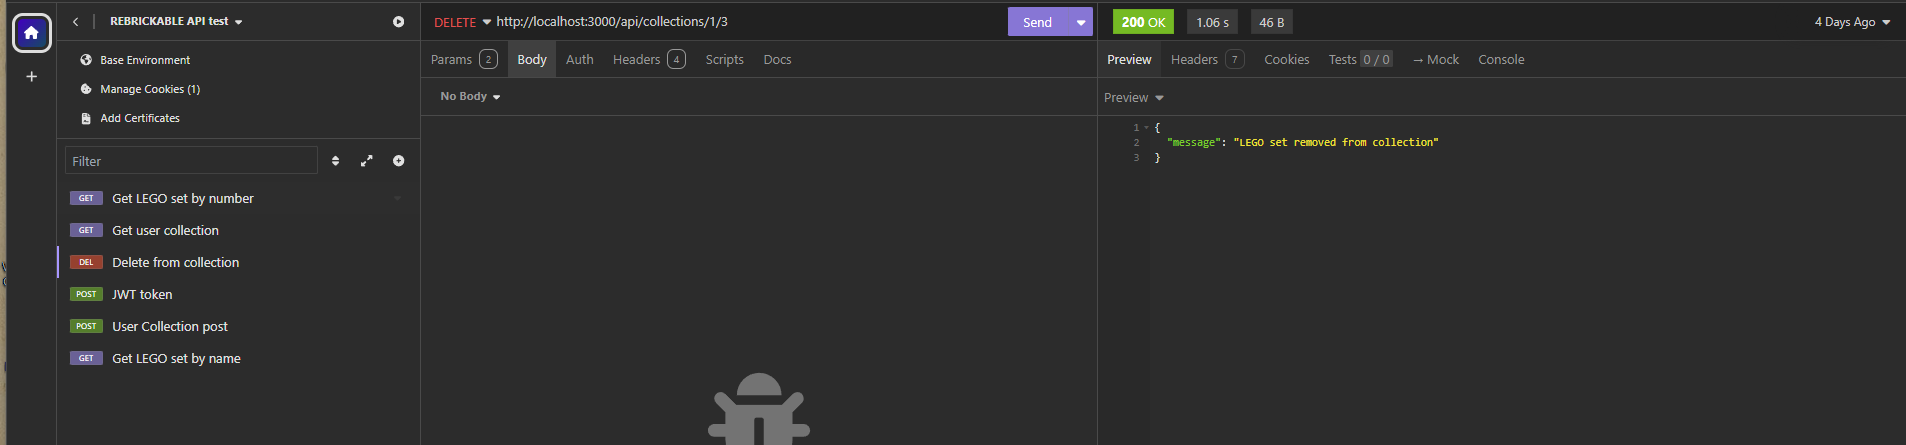 REBRICKABLE API test
Base Environment
Manage Cookies (1)
Add Certificates
Filter
GET Get LEGO set by number
GET Get user collection
DEL Delete from collection
POST JWT token
POST User Collection post
GET Get LEGO set by name
DELETE http://localhost:3000/api/collections/1/3 Send
Params 2 Body Auth Headers 4 Scripts Docs
No Body
200 OK 1.06 s 46 B 4 Days Ago
Preview Headers 7 Cookies Tests 0 / 0 → Mock Console
Preview
1 {
2 "message": "LEGO set removed from collection"
3 }